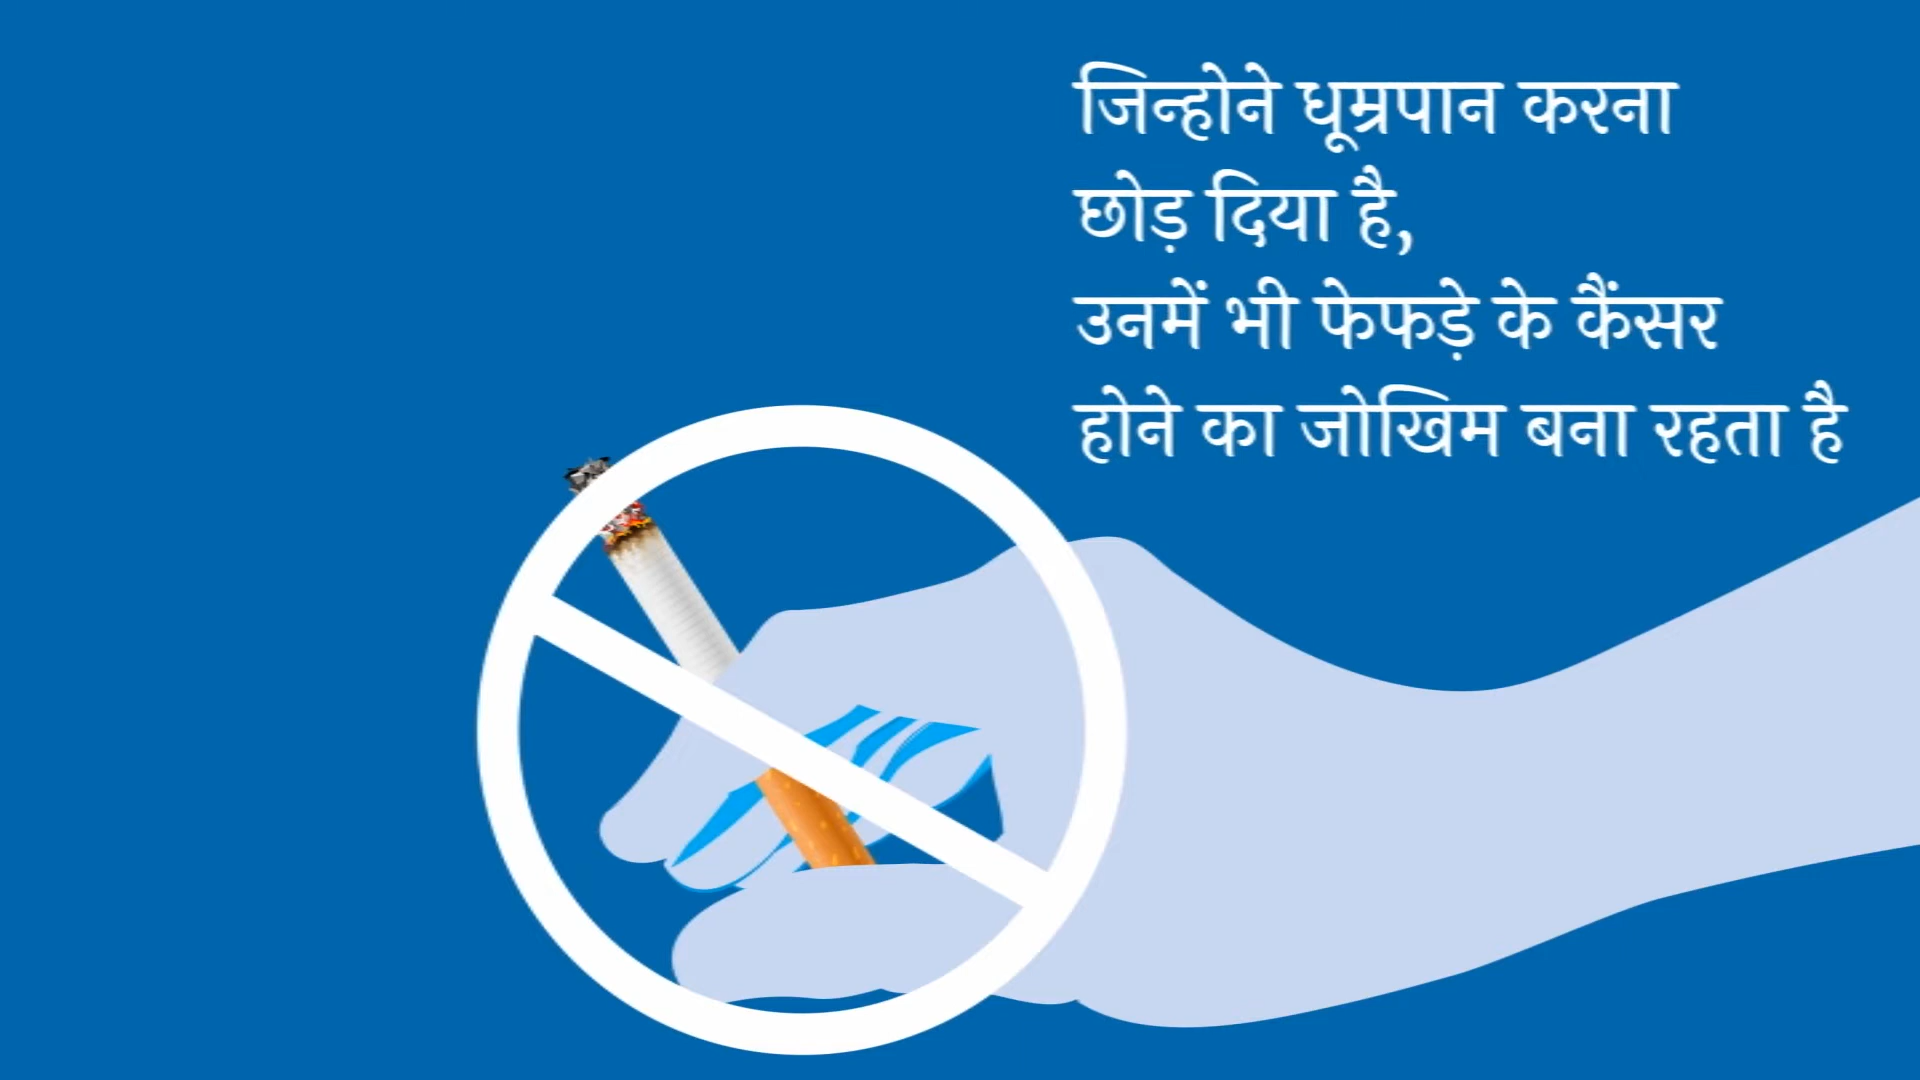 जिन्होने धूम्रपान करना
छोड़ दिया है,
उनमें भी फेफड़े के कैंसर
होने का जोखिम बना रहता है